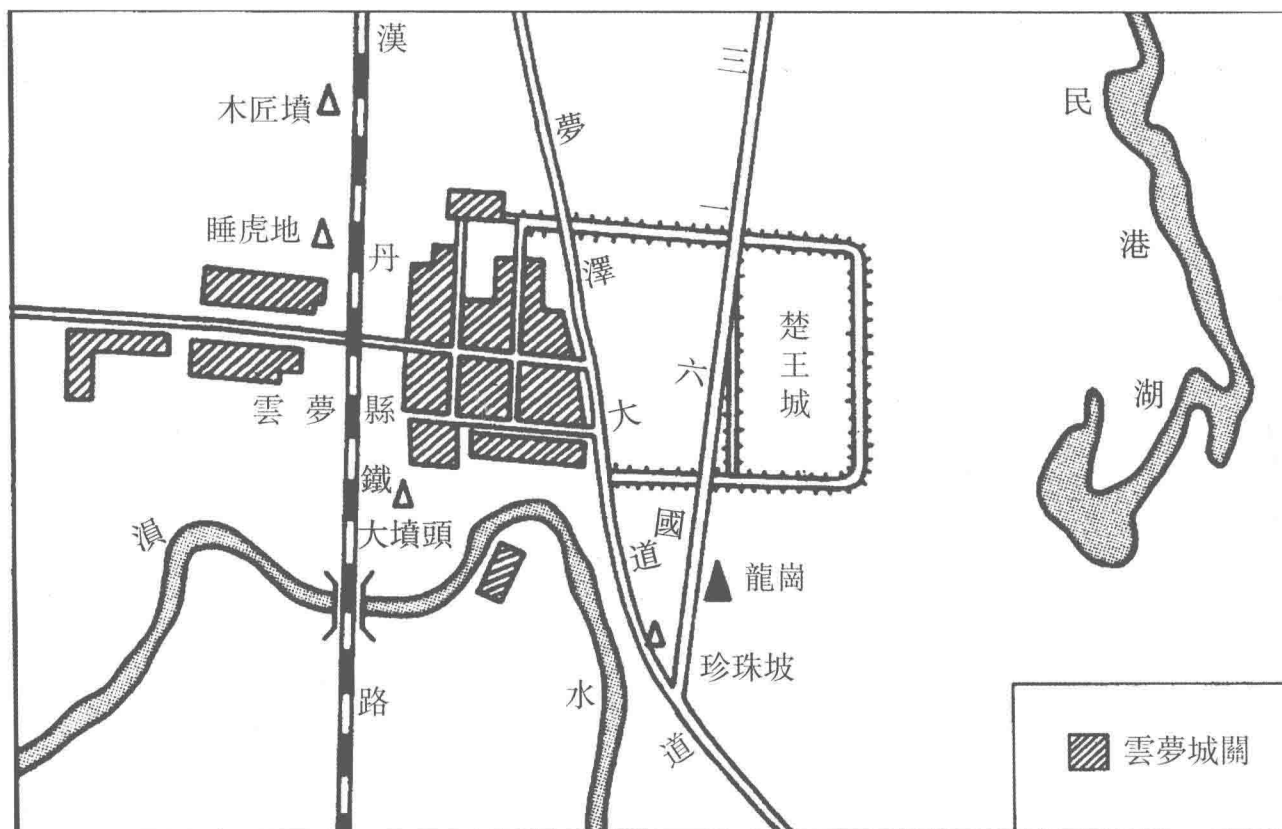 漢丹鐵路
木匠墳
睡虎地
雲夢縣
大墳頭
溳水
夢澤大道
三一六國道
楚王城
龍崗
珍珠坡
民港湖
雲夢城關